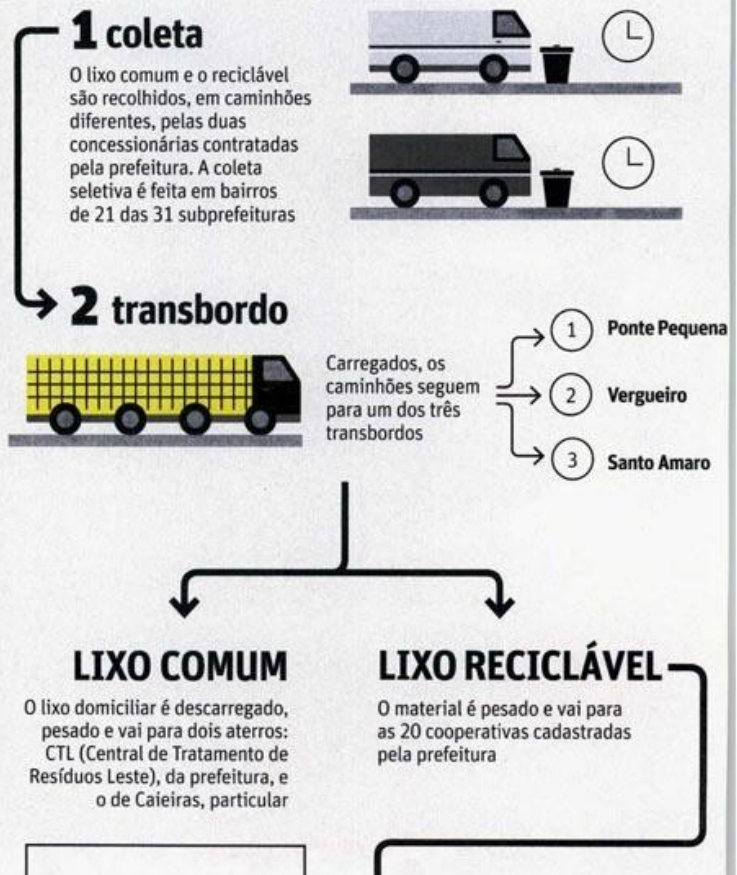 1 coleta
O lixo comum e o reciclável
são recolhidos, em caminhões
diferentes, pelas duas
concessionárias contratadas
pela prefeitura. A coleta
seletiva é feita em bairros
de 21 das 31 subprefeituras
2 transbordo
Carregados, os
caminhões seguem
para um dos três
transbordos
1 Ponte Pequena
2 Vergueiro
3 Santo Amaro
LIXO COMUM
O lixo domiciliar é descarregado,
pesado e vai para dois aterros:
CTL (Central de Tratamento de
Resíduos Leste), da prefeitura, e
o de Caieiras, particular
LIXO RECICLÁVEL
O material é pesado e vai para
as 20 cooperativas cadastradas
pela prefeitura